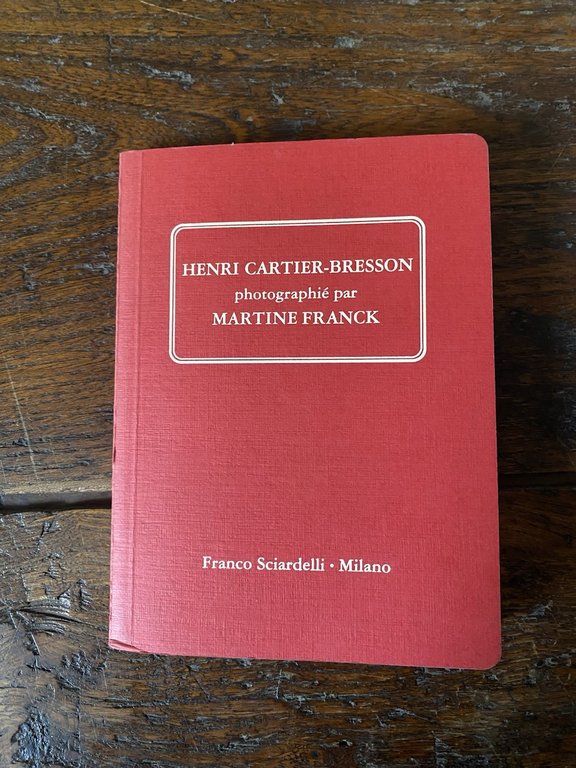 HENRI CARTIER-BRESSON
photographié par
MARTINE FRANCK
Franco Sciardelli • Milano